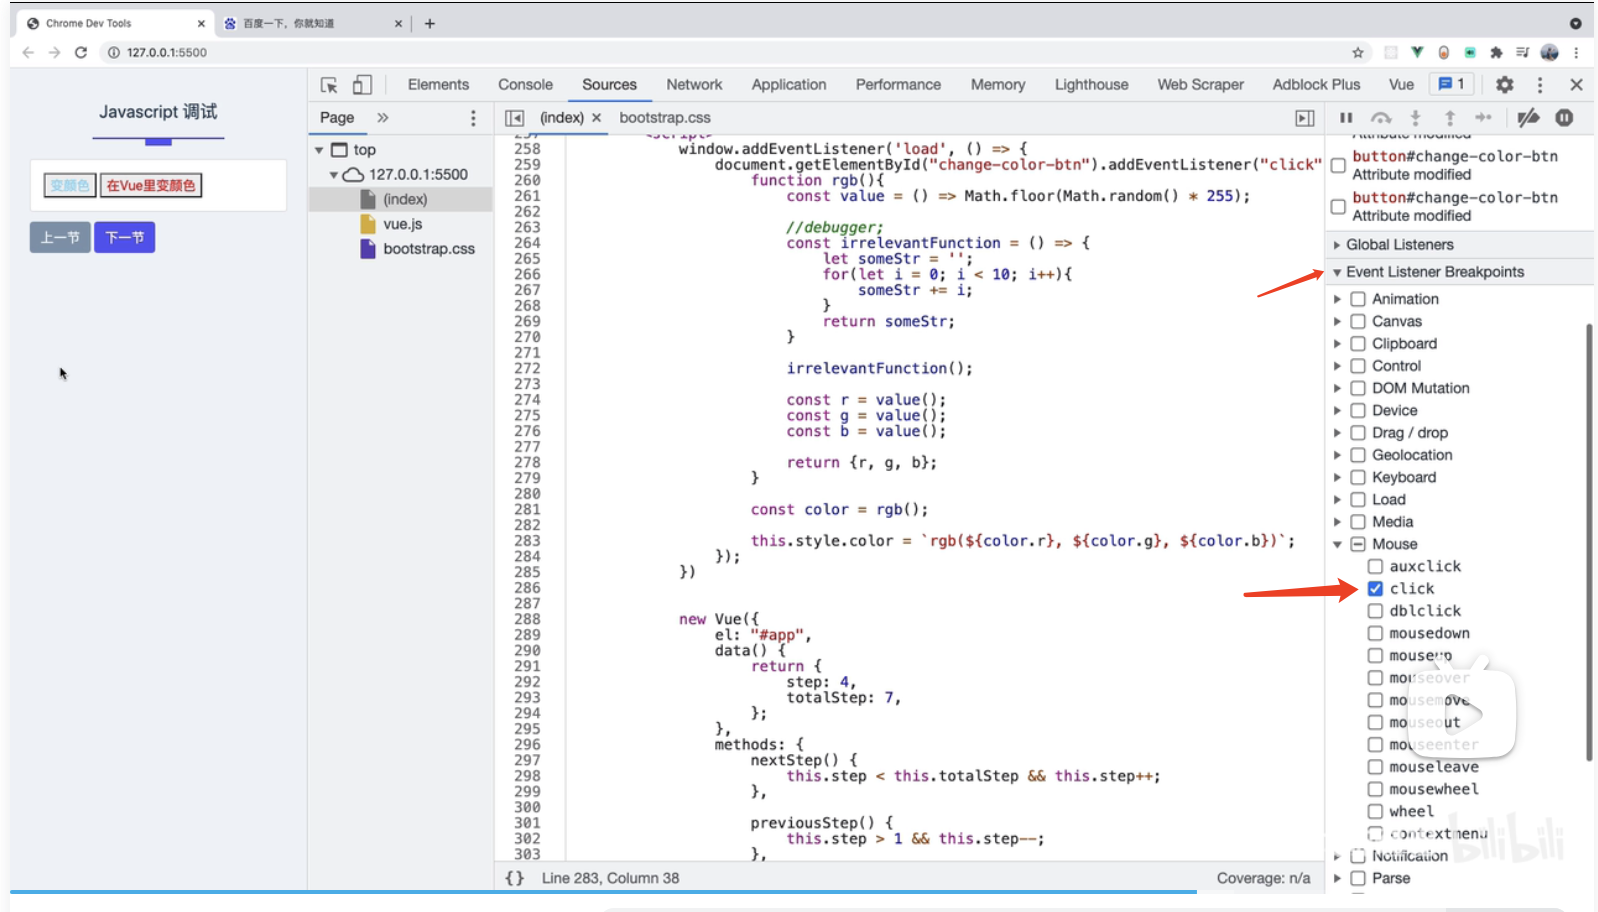 Chrome Dev Tools
百度一下，你就知道
127.0.0.1:5500
Elements Console Sources Network Application Performance Memory Lighthouse Web Scraper Adblock Plus Vue 1
Javascript 调试
变颜色 在Vue里变颜色
上一节 下一节
Page
top
127.0.0.1:5500
(index)
vue.js
bootstrap.css
(index) bootstrap.css
257 <script>
258 window.addEventListener('load', () => {
259 document.getElementById("change-color-btn").addEventListener("click"
260 function rgb(){
261 const value = () => Math.floor(Math.random() * 255);
262
263 //debugger;
264 const irrelevantFunction = () => {
265 let someStr = '';
266 for(let i = 0; i < 10; i++){
267 someStr += i;
268 }
269 return someStr;
270 }
271
272 irrelevantFunction();
273
274 const r = value();
275 const g = value();
276 const b = value();
277
278 return {r, g, b};
279 }
280
281 const color = rgb();
282
283 this.style.color = `rgb(${color.r}, ${color.g}, ${color.b})`;
284 });
285 })
286
287
288 new Vue({
289 el: "#app",
290 data() {
291 return {
292 step: 4,
293 totalStep: 7,
294 };
295 },
296 methods: {
297 nextStep() {
298 this.step < this.totalStep && this.step++;
299 },
300
301 previousStep() {
302 this.step > 1 && this.step--;
303 },
{} Line 283, Column 38 Coverage: n/a
Attribute modified
button#change-color-btn
Attribute modified
button#change-color-btn
Attribute modified
Global Listeners
Event Listener Breakpoints
Animation
Canvas
Clipboard
Control
DOM Mutation
Device
Drag / drop
Geolocation
Keyboard
Load
Media
Mouse
auxclick
click
dblclick
mousedown
mouseup
mouseover
mousemove
mouseout
mouseenter
mouseleave
mousewheel
wheel
contextmenu
Notification
Parse
bilibili